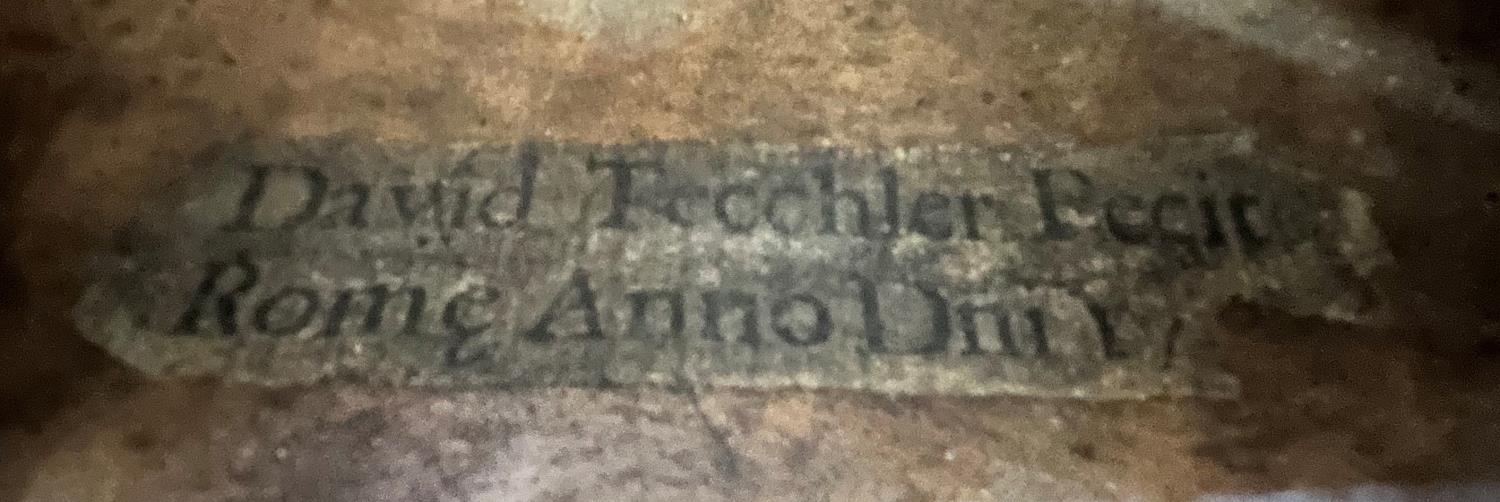 David Tecchler Fecit
Romę Anno Dni